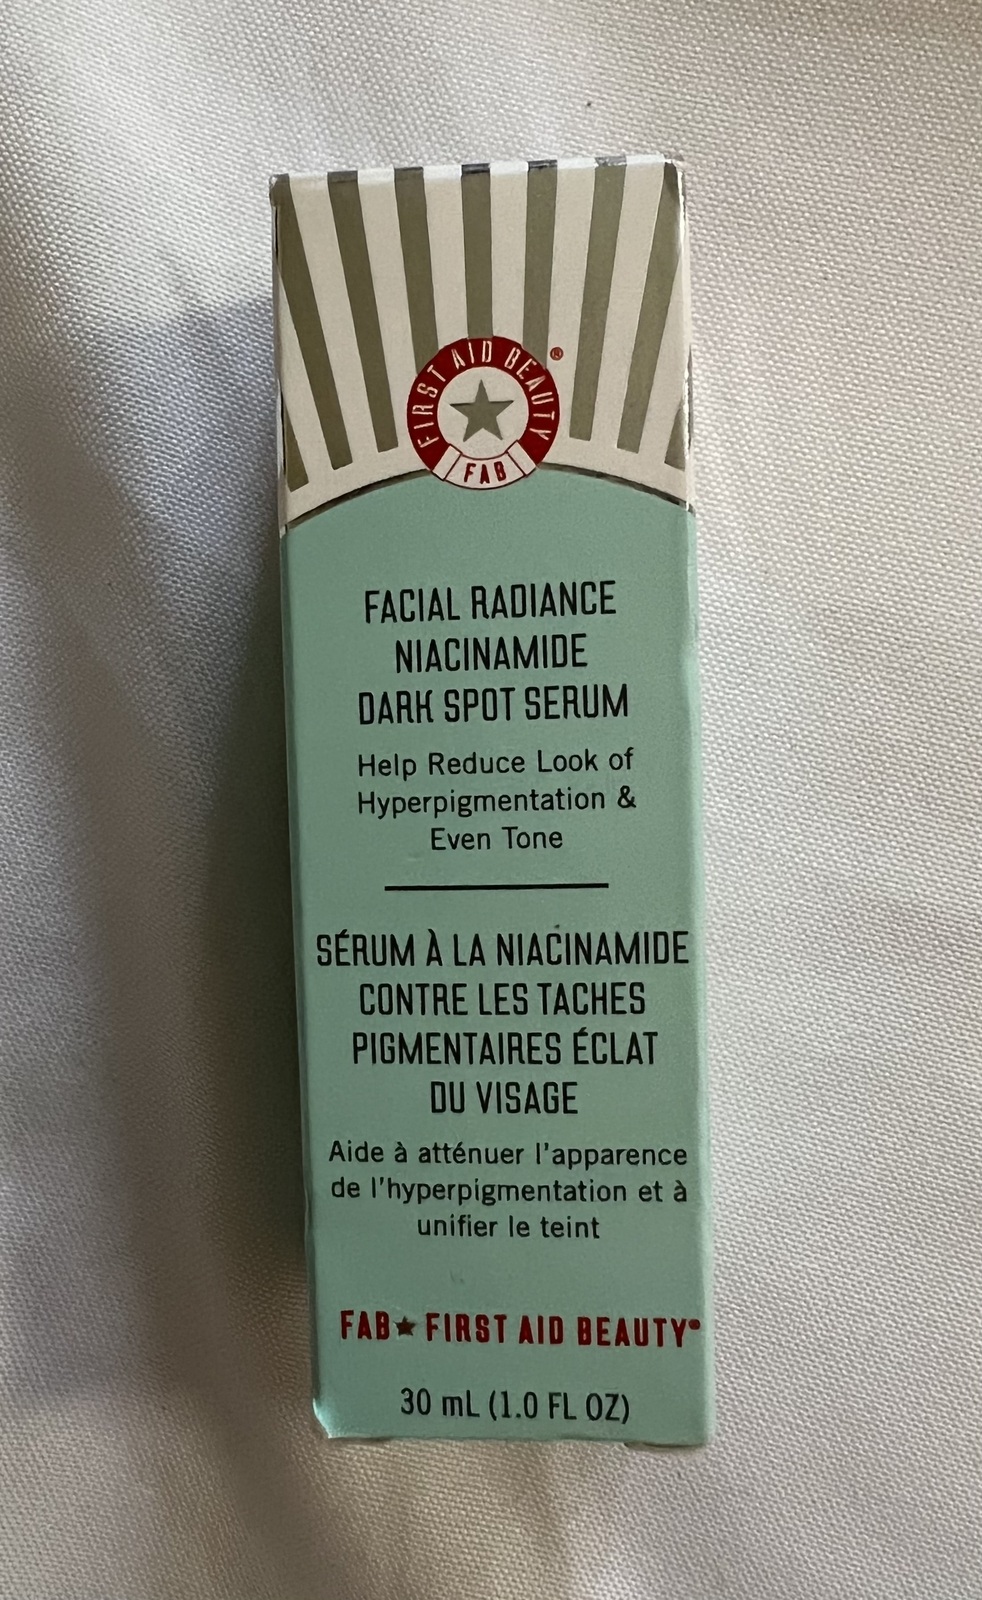 FIRST AID BEAUTY®
FAB
FACIAL RADIANCE
NIACINAMIDE
DARK SPOT SERUM
Help Reduce Look of
Hyperpigmentation &
Even Tone
SÉRUM À LA NIACINAMIDE
CONTRE LES TACHES
PIGMENTAIRES ÉCLAT
DU VISAGE
Aide à atténuer l'apparence
de l'hyperpigmentation et à
unifier le teint
FAB★FIRST AID BEAUTY®
30 mL (1.0 FL OZ)